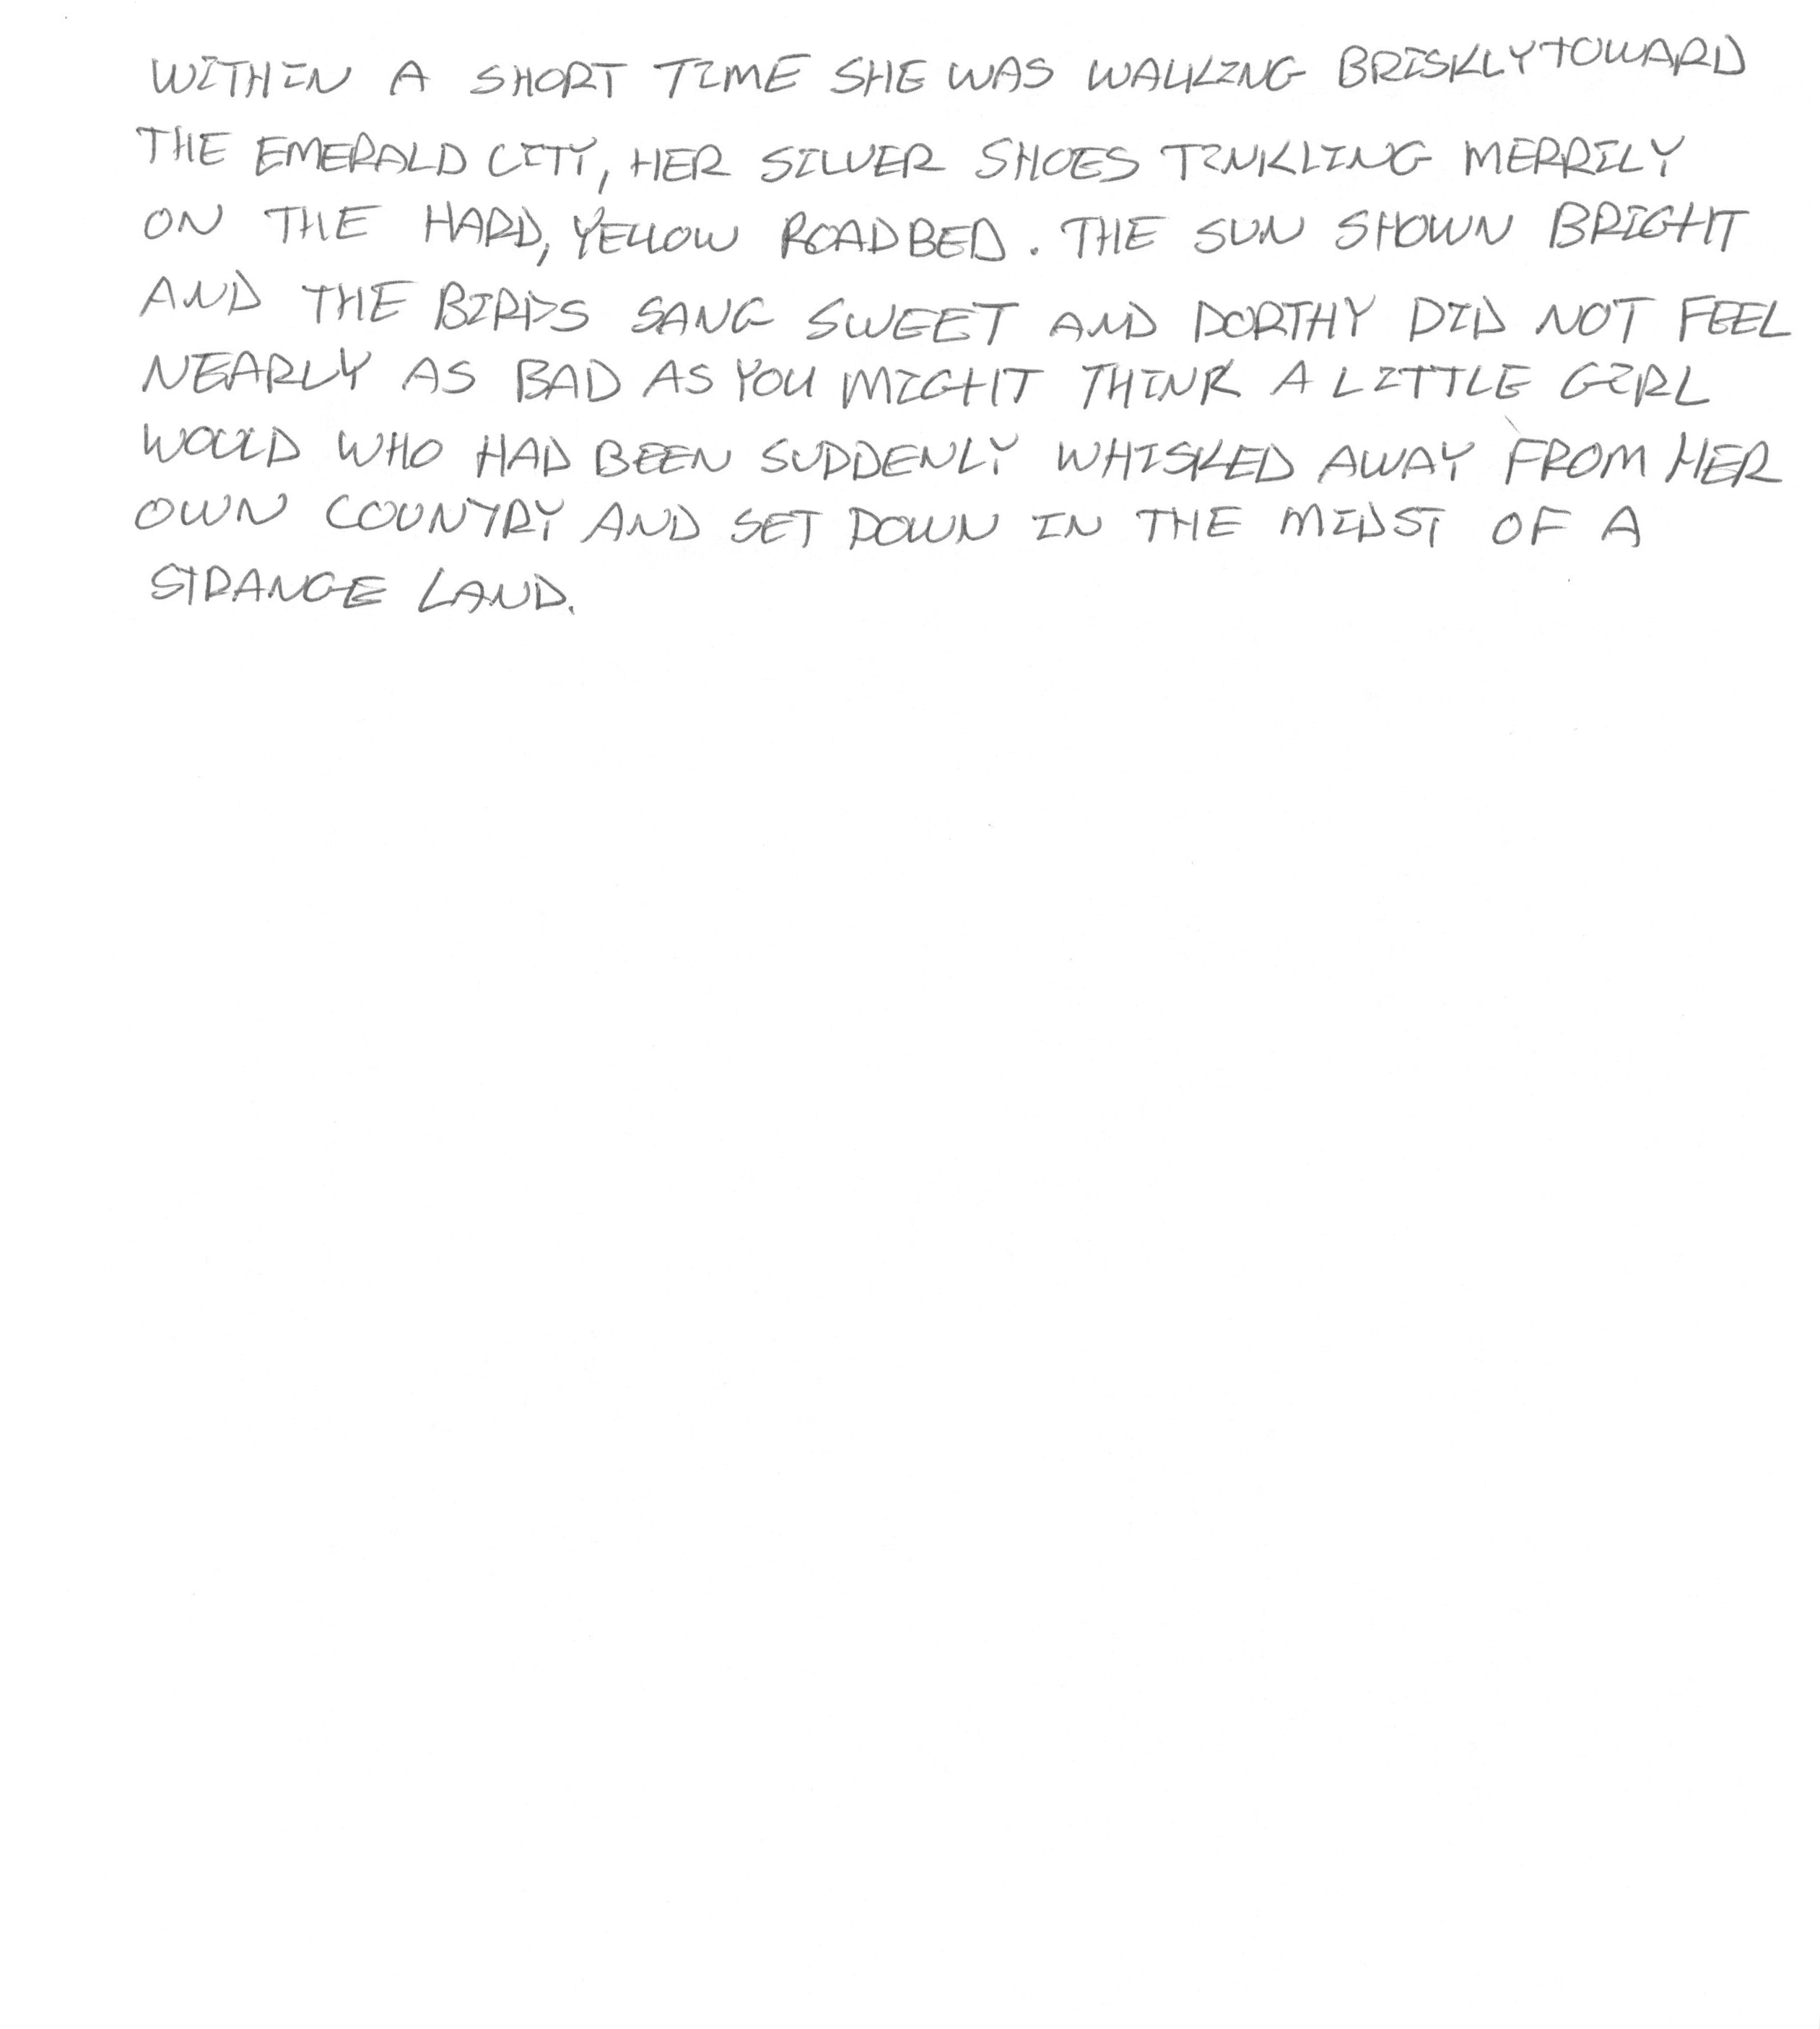 WITHIN A SHORT TIME SHE WAS WALKING BRISKLY TOWARD
THE EMERALD CITY, HER SILVER SHOES TINKLING MERRILY
ON THE HARD, YELLOW ROADBED. THE SUN SHOWN BRIGHT
AND THE BIRDS SANG SWEET AND DORTHY DID NOT FEEL
NEARLY AS BAD AS YOU MIGHT THINK A LITTLE GIRL
WOULD WHO HAD BEEN SUDDENLY WHISKED AWAY FROM HER
OWN COUNTRY AND SET DOWN IN THE MIDST OF A
STRANGE LAND.